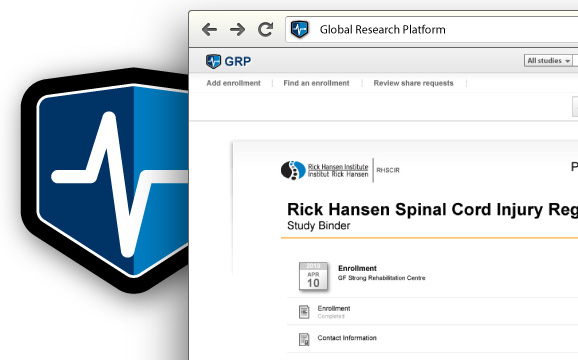 Global Research Platform
GRP
All studies
Add enrollment
Find an enrollment
Review share requests
Rick Hansen Institute
Institut Rick Hansen
RHSCIR
P
Rick Hansen Spinal Cord Injury Reg
Study Binder
2010
APR
10
Enrollment
GF Strong Rehabilitation Centre
Enrollment
Completed
Contact Information